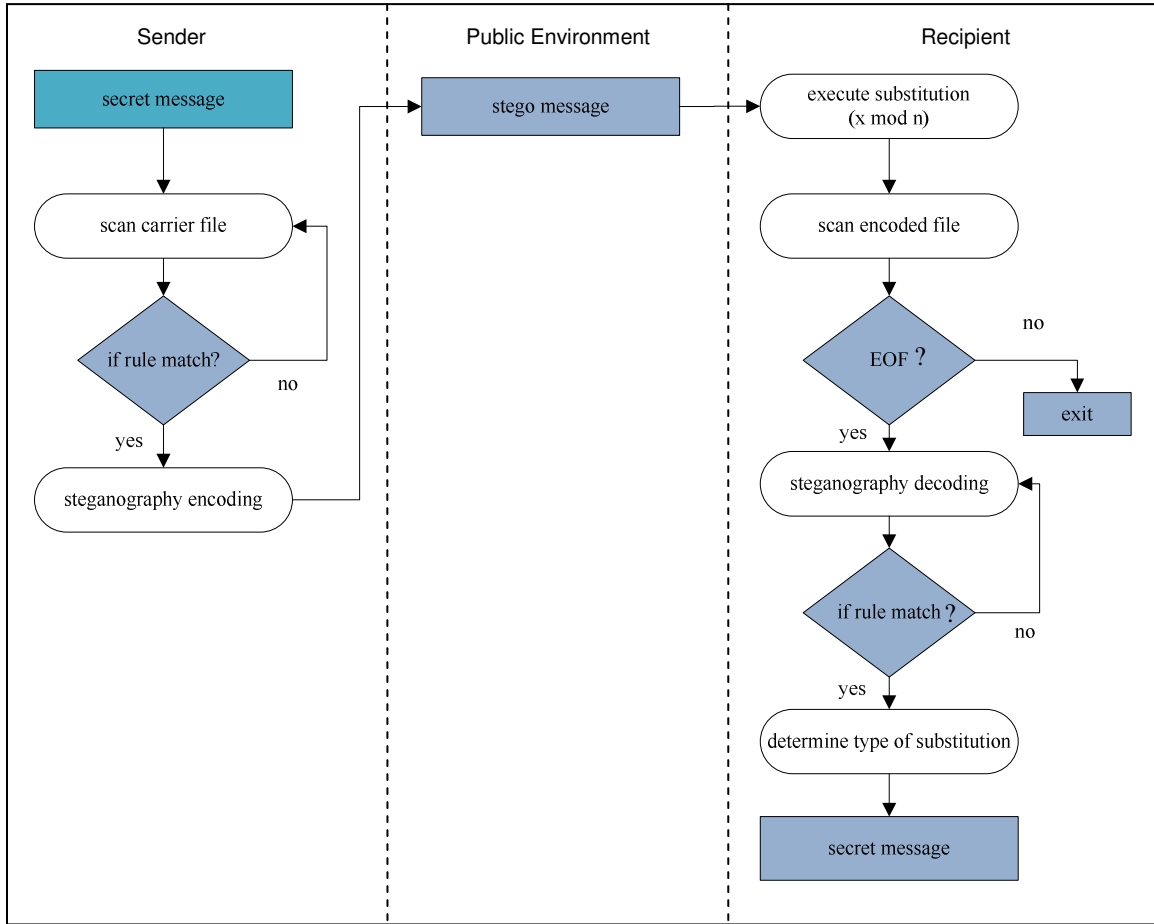 Sender
Public Environment
Recipient
secret message
stego message
execute substitution
(x mod n)
scan carrier file
scan encoded file
if rule match?
no
yes
steganography encoding
EOF ?
no
exit
yes
steganography decoding
if rule match ?
no
yes
determine type of substitution
secret message